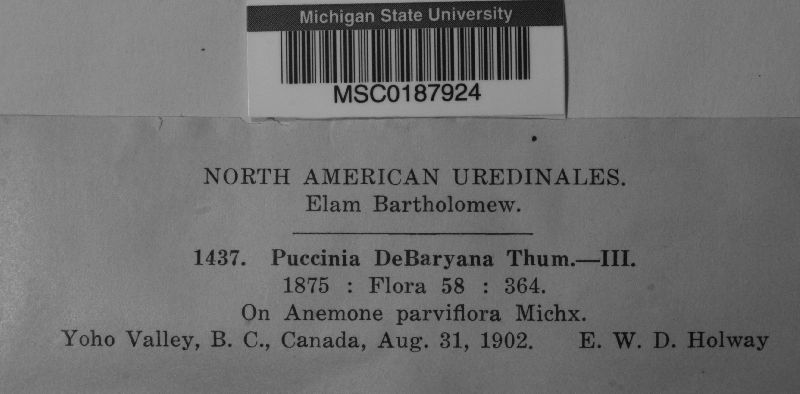 Michigan State University
MSC0187924
NORTH AMERICAN UREDINALES.
Elam Bartholomew.
1437. Puccinia DeBaryana Thum.—III.
1875 : Flora 58 : 364.
On Anemone parviflora Michx.
Yoho Valley, B. C., Canada, Aug. 31, 1902. E. W. D. Holway